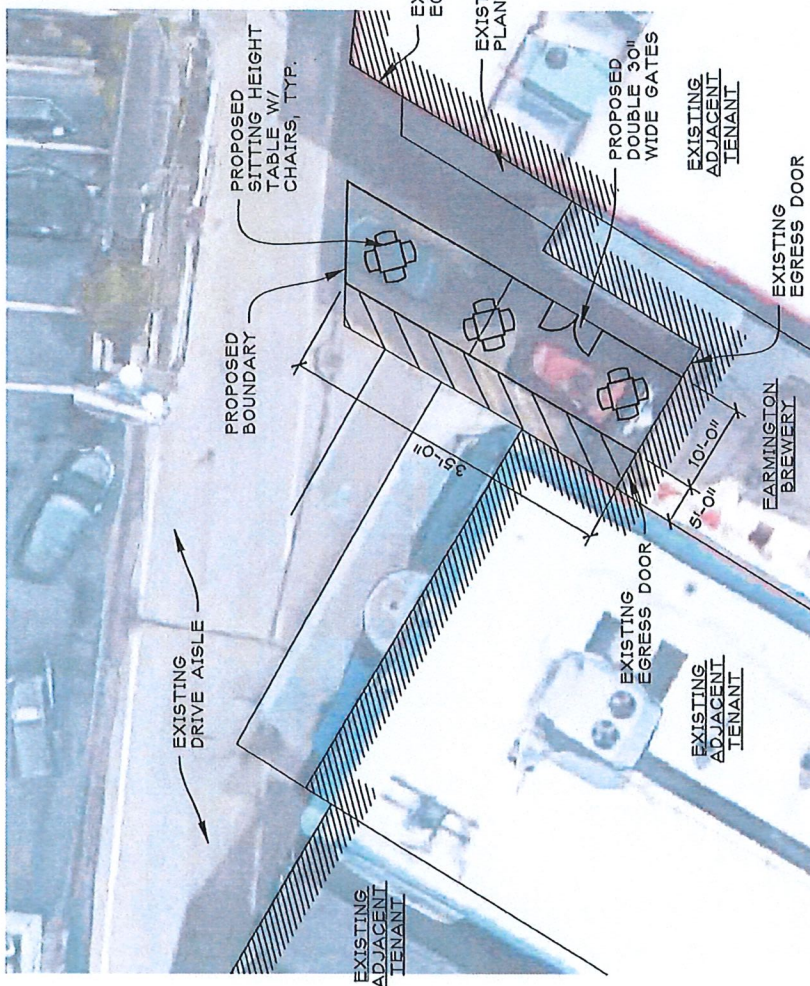 EXISTING
DRIVE AISLE
PROPOSED
BOUNDARY
PROPOSED
SITTING HEIGHT
TABLE W/
CHAIRS, TYP.
EXIST
PLAN
PROPOSED
DOUBLE 30"
WIDE GATES
EXISTING
ADJACENT
TENANT
EXISTING
EGRESS DOOR
35'-0"
10'-0"
5'-0"
FARMINGTON
BREWERY
EXISTING
EGRESS DOOR
EXISTING
ADJACENT
TENANT
EXISTING
ADJACENT
TENANT